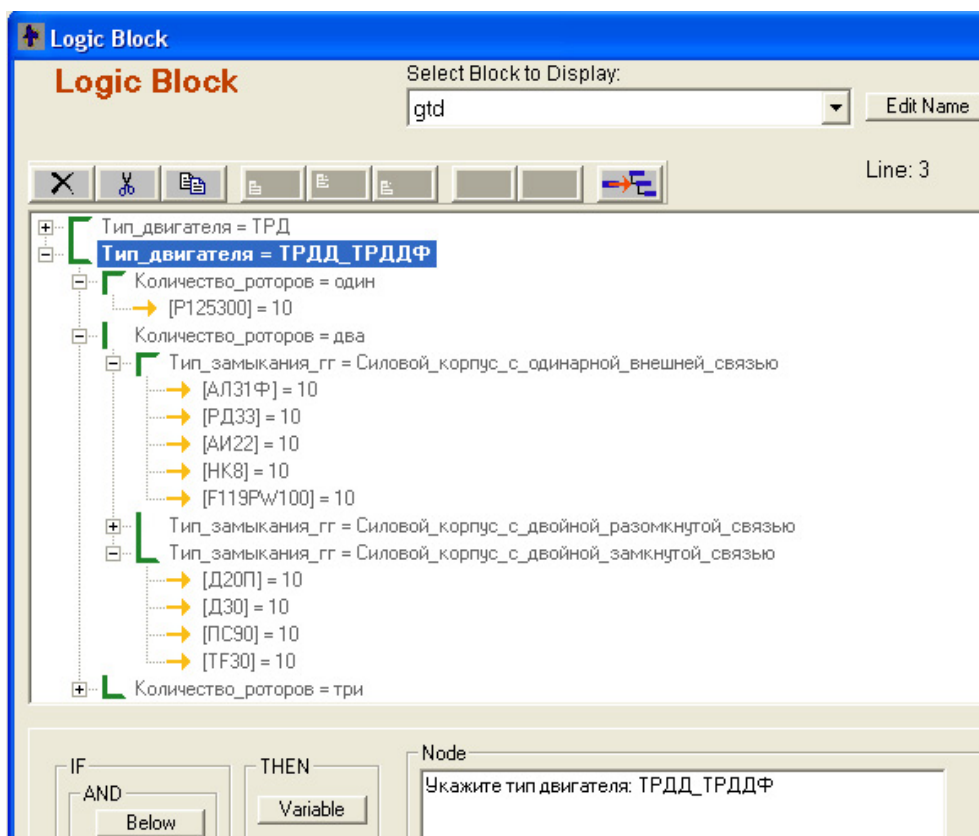 Logic Block
Logic Block
Select Block to Display:
gtd
Edit Name
Line: 3
Тип_двигателя = ТРД
Тип_двигателя = ТРДД_ТРДДФ
Количество_роторов = один
[Р125300] = 10
Количество_роторов = два
Тип_замыкания_гг = Силовой_корпус_с_одинарной_внешней_связью
[АЛ31Ф] = 10
[РД33] = 10
[АИ22] = 10
[НК8] = 10
[F119PW100] = 10
Тип_замыкания_гг = Силовой_корпус_с_двойной_разомкнутой_связью
Тип_замыкания_гг = Силовой_корпус_с_двойной_замкнутой_связью
[Д20П] = 10
[Д30] = 10
[ПС90] = 10
[TF30] = 10
Количество_роторов = три
IF
AND
Below
THEN
Variable
Node
Укажите тип двигателя: ТРДД_ТРДДФ